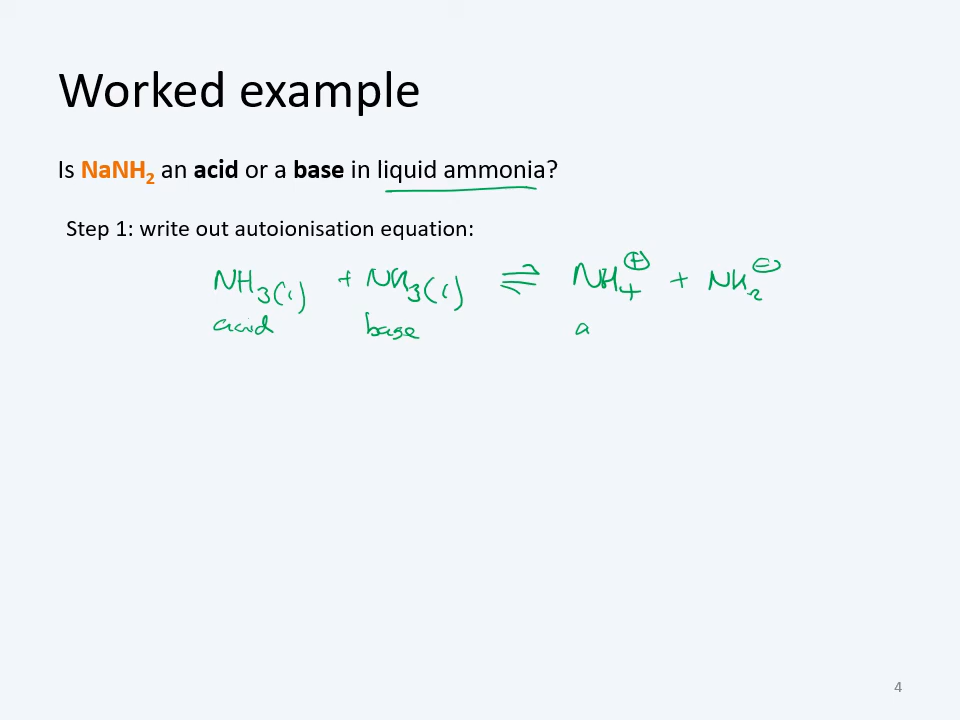 Worked example
Is NaNH₂ an acid or a base in liquid ammonia?
Step 1: write out autoionisation equation:
NH₃(l) + NH₃(l) ⇌ NH₄⊕ + NH₂⊖
acid base a
4